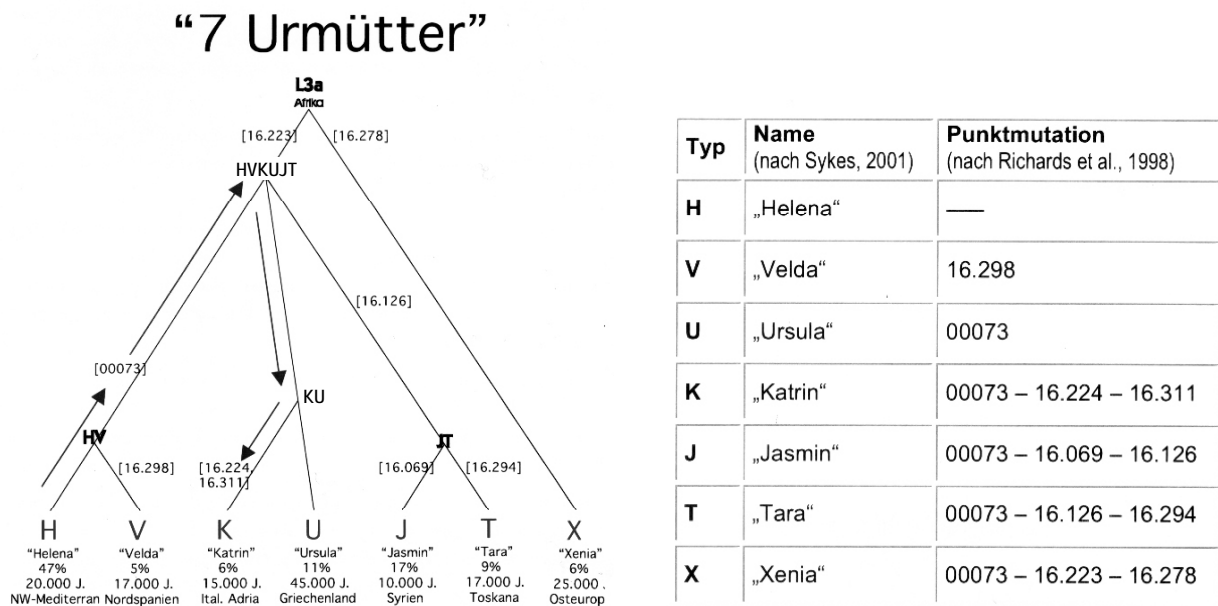 “7 Urmütter”
L3a
Afrika
[16.223]
[16.278]
HVKUJT
[16.126]
[00073]
KU
HV
JT
[16.298]
[16.224,
16.311]
[16.069]
[16.294]
H V K U J T X
"Helena" "Velda" "Katrin" "Ursula" "Jasmin" "Tara" "Xenia"
47% 5% 6% 11% 17% 9% 6%
20.000 J. 17.000 J. 15.000 J. 45.000 J. 10.000 J. 17.000 J. 25.000 .
NW-Mediterran Nordspanien Ital. Adria Griechenland Syrien Toskana Osteurop
Typ Name Punktmutation
(nach Sykes, 2001) (nach Richards et al., 1998)
H „Helena“ —
V „Velda“ 16.298
U „Ursula“ 00073
K „Katrin“ 00073 – 16.224 – 16.311
J „Jasmin“ 00073 – 16.069 – 16.126
T „Tara“ 00073 – 16.126 – 16.294
X „Xenia“ 00073 – 16.223 – 16.278